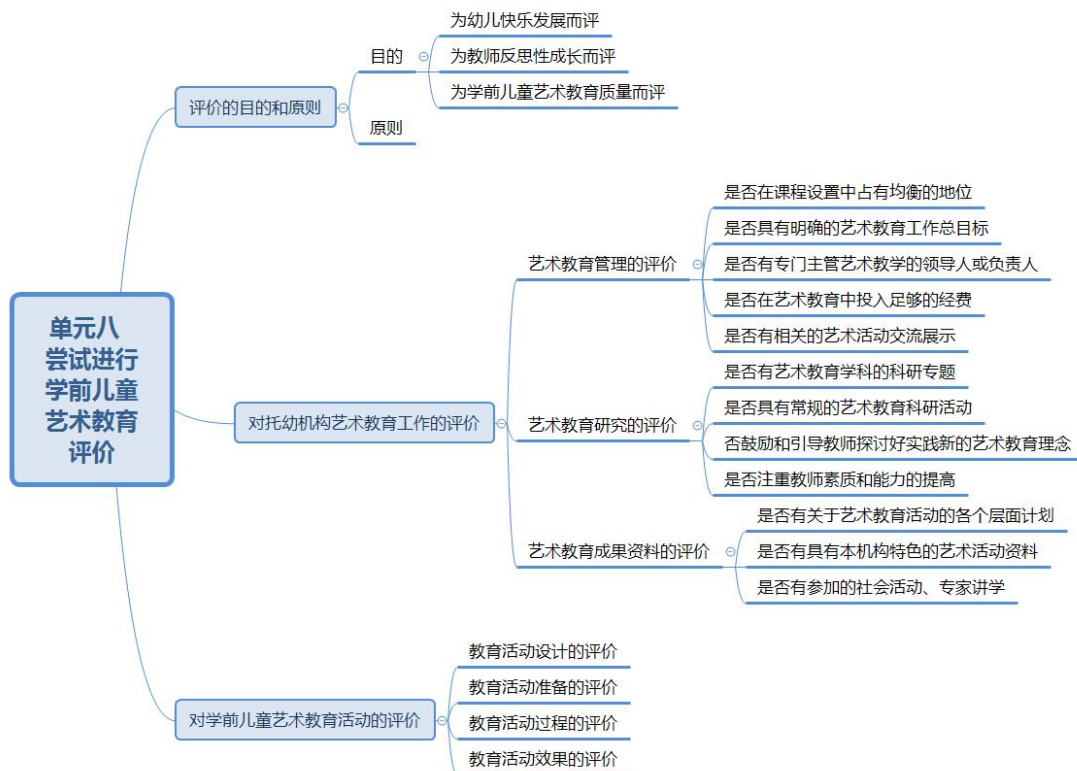 单元八
尝试进行
学前儿童
艺术教育
评价
评价的目的和原则
目的
为幼儿快乐发展而评
为教师反思性成长而评
为学前儿童艺术教育质量而评
原则
对托幼机构艺术教育工作的评价
艺术教育管理的评价
是否在课程设置中占有均衡的地位
是否具有明确的艺术教育工作总目标
是否有专门主管艺术教学的领导人或负责人
是否在艺术教育中投入足够的经费
是否有相关的艺术活动交流展示
艺术教育研究的评价
是否有艺术教育学科的科研专题
是否具有常规的艺术教育科研活动
否鼓励和引导教师探讨好实践新的艺术教育理念
是否注重教师素质和能力的提高
艺术教育成果资料的评价
是否有关于艺术教育活动的各个层面计划
是否有具有本机构特色的艺术活动资料
是否有参加的社会活动、专家讲学
对学前儿童艺术教育活动的评价
教育活动设计的评价
教育活动准备的评价
教育活动过程的评价
教育活动效果的评价